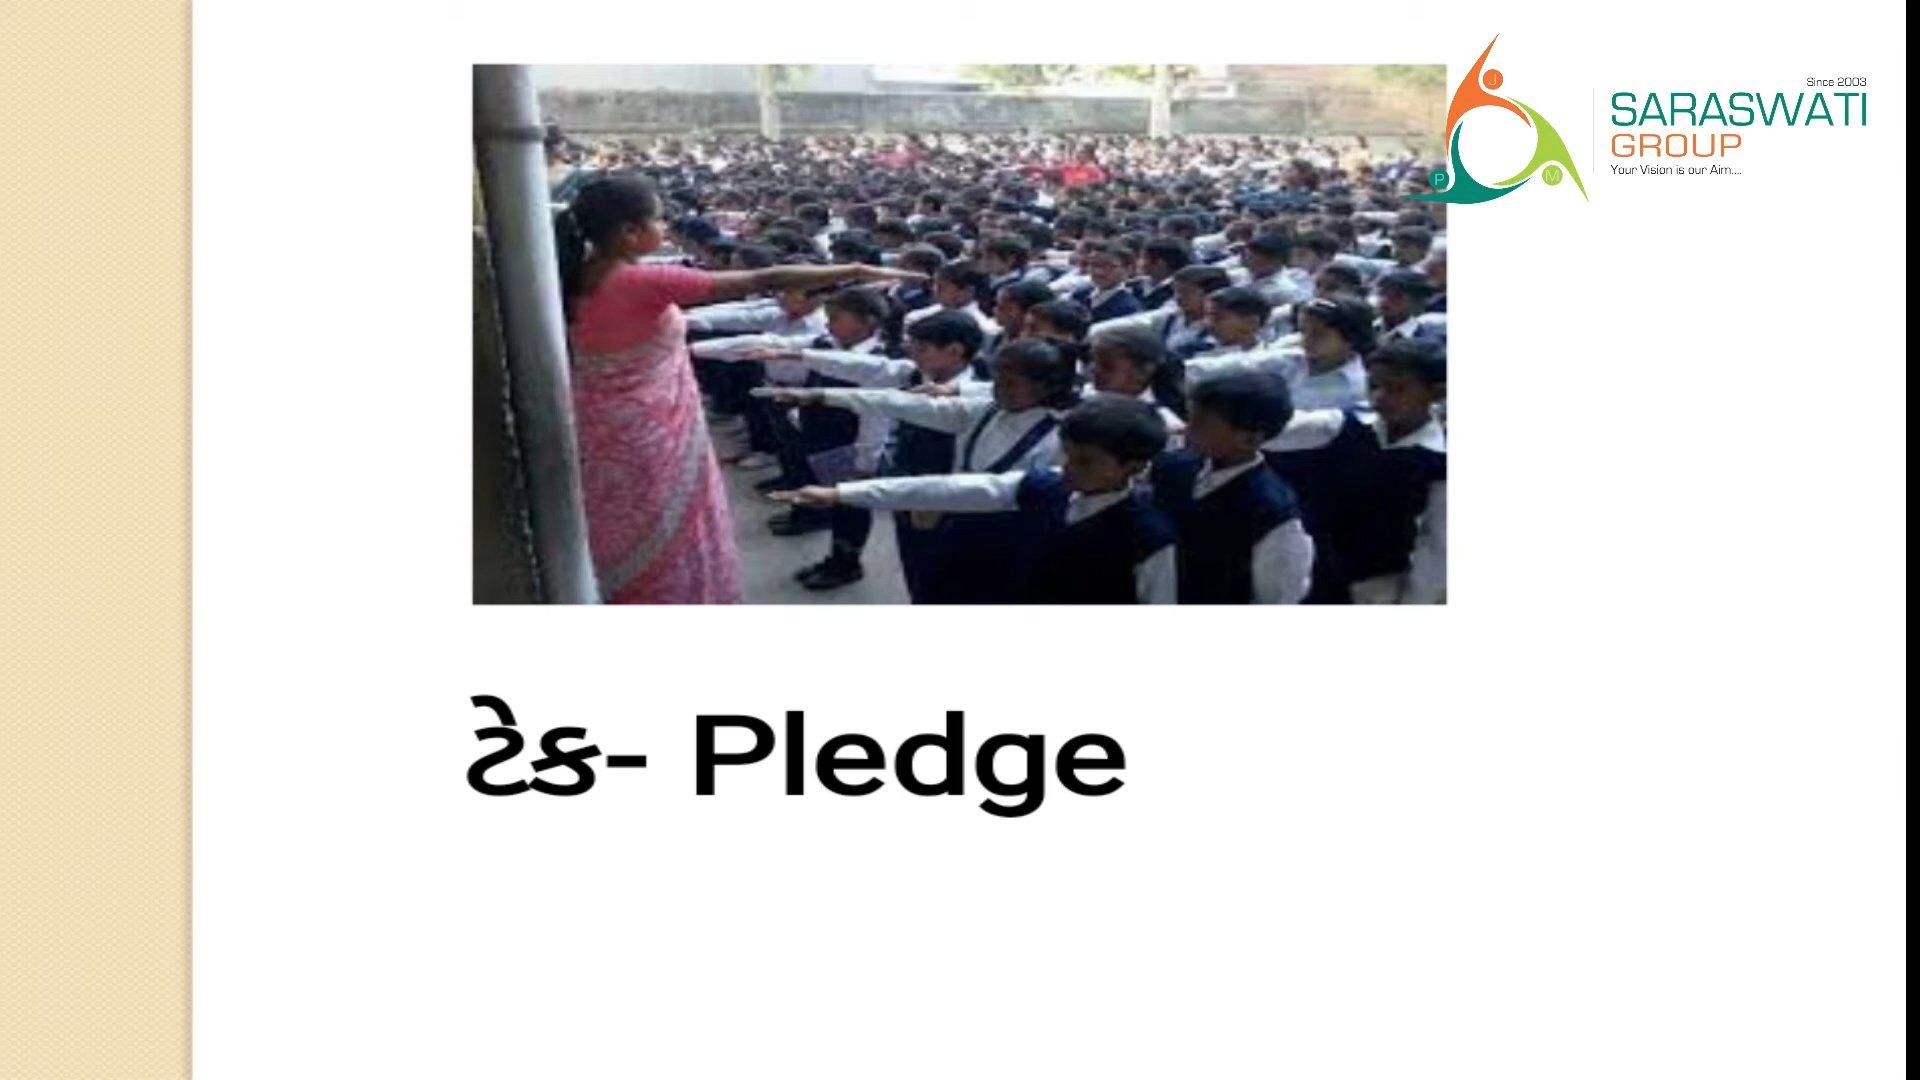 Since 2003
SARASWATI
GROUP
Your Vision is our Aim....
J
P
M
ટેક- Pledge